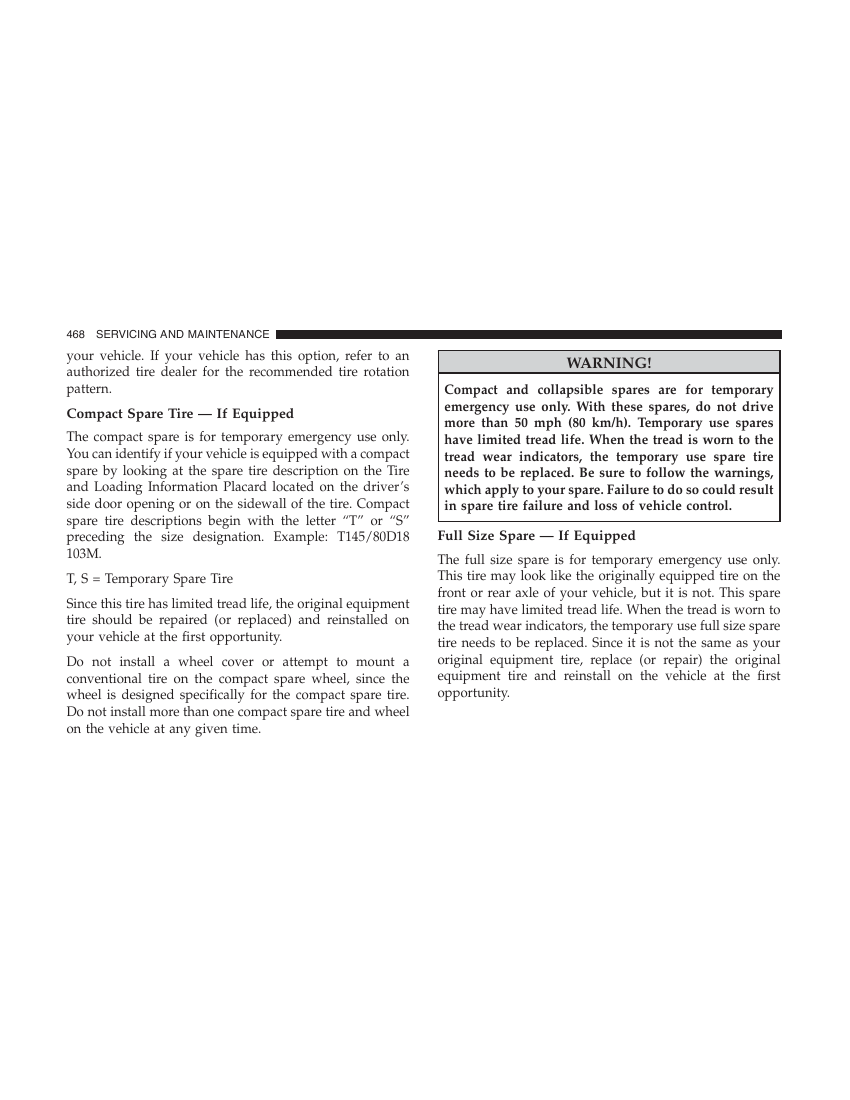 468 SERVICING AND MAINTENANCE
your vehicle. If your vehicle has this option, refer to an
authorized tire dealer for the recommended tire rotation
pattern.
Compact Spare Tire — If Equipped
The compact spare is for temporary emergency use only.
You can identify if your vehicle is equipped with a compact
spare by looking at the spare tire description on the Tire
and Loading Information Placard located on the driver’s
side door opening or on the sidewall of the tire. Compact
spare tire descriptions begin with the letter “T” or “S”
preceding the size designation. Example: T145/80D18
103M.
T, S = Temporary Spare Tire
Since this tire has limited tread life, the original equipment
tire should be repaired (or replaced) and reinstalled on
your vehicle at the first opportunity.
Do not install a wheel cover or attempt to mount a
conventional tire on the compact spare wheel, since the
wheel is designed specifically for the compact spare tire.
Do not install more than one compact spare tire and wheel
on the vehicle at any given time.
WARNING!
Compact and collapsible spares are for temporary
emergency use only. With these spares, do not drive
more than 50 mph (80 km/h). Temporary use spares
have limited tread life. When the tread is worn to the
tread wear indicators, the temporary use spare tire
needs to be replaced. Be sure to follow the warnings,
which apply to your spare. Failure to do so could result
in spare tire failure and loss of vehicle control.
Full Size Spare — If Equipped
The full size spare is for temporary emergency use only.
This tire may look like the originally equipped tire on the
front or rear axle of your vehicle, but it is not. This spare
tire may have limited tread life. When the tread is worn to
the tread wear indicators, the temporary use full size spare
tire needs to be replaced. Since it is not the same as your
original equipment tire, replace (or repair) the original
equipment tire and reinstall on the vehicle at the first
opportunity.